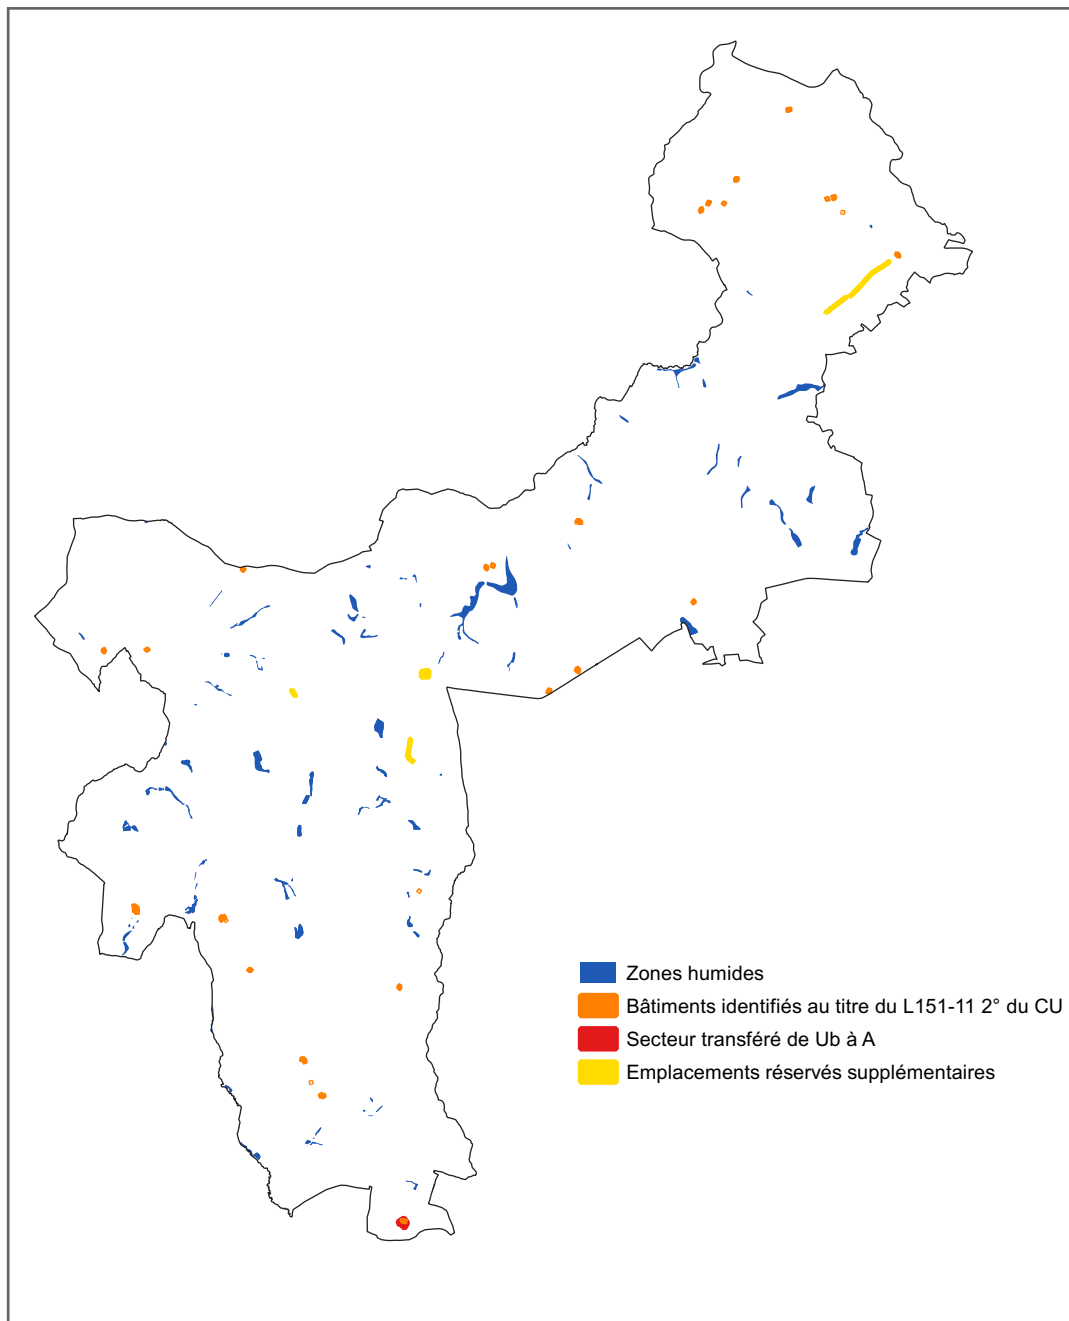 Zones humides
Bâtiments identifiés au titre du L151-11 2° du CU
Secteur transféré de Ub à A
Emplacements réservés supplémentaires